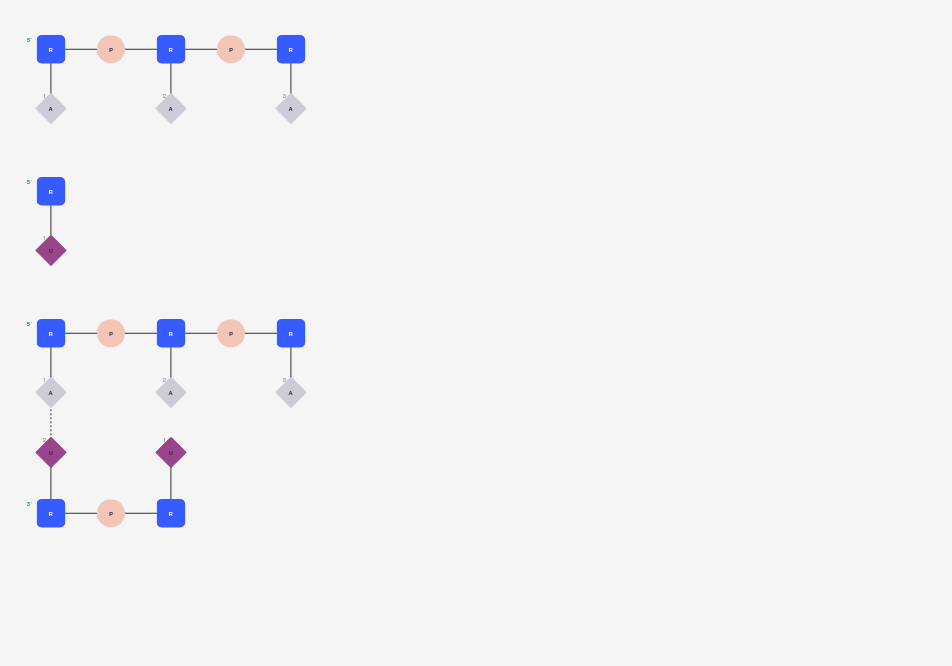 5' R P R P R
1 2 3
A A A
5' R
1
U
5' R P R P R
1 2 3
A A A
2 1
U U
3' R P R